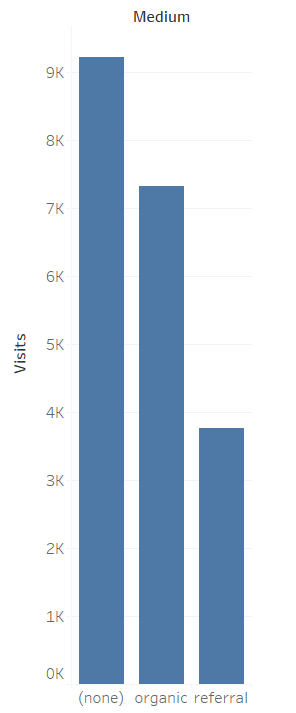 Medium
9K
8K
7K
6K
5K
4K
3K
2K
1K
0K
Visits
(none) organic referral